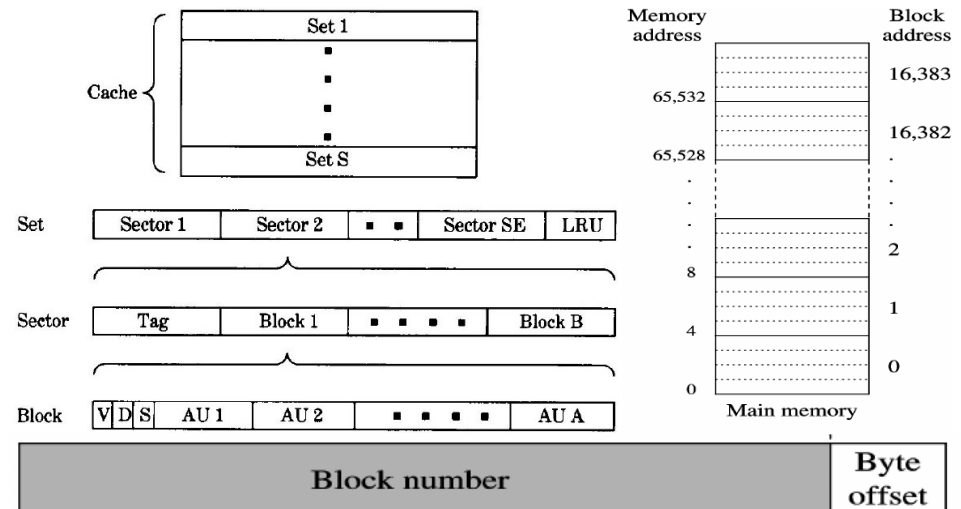 Set 1
Cache
Set S
Set
Sector 1 Sector 2 Sector SE LRU
Sector
Tag Block 1 Block B
Block
V D S AU 1 AU 2 AU A
Memory address
Block address
16,383
65,532
16,382
65,528
2
8
1
4
0
0
Main memory
Block number
Byte offset